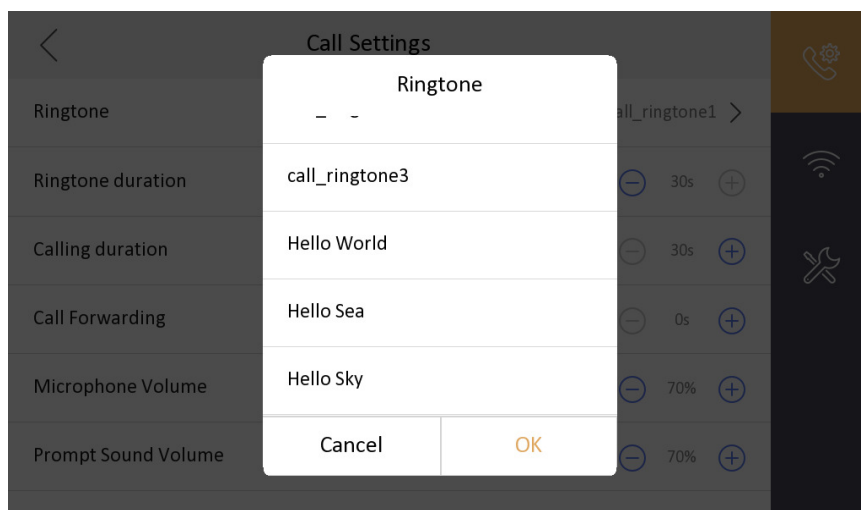 Call Settings
Ringtone
Ringtone
all_ringtone1
call_ringtone3
Ringtone duration
30s
Hello World
Calling duration
30s
Hello Sea
Call Forwarding
0s
Hello Sky
Microphone Volume
70%
Cancel
OK
Prompt Sound Volume
70%